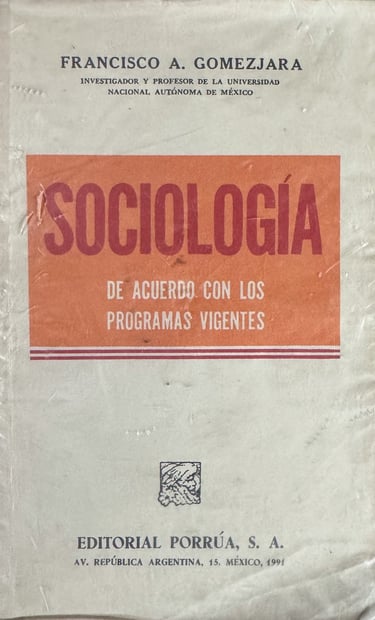 FRANCISCO A. GOMEZJARA
INVESTIGADOR Y PROFESOR DE LA UNIVERSIDAD
NACIONAL AUTÓNOMA DE MÉXICO
SOCIOLOGÍA
DE ACUERDO CON LOS
PROGRAMAS VIGENTES
EDITORIAL PORRÚA, S. A.
AV. REPÚBLICA ARGENTINA, 15. MÉXICO, 1991